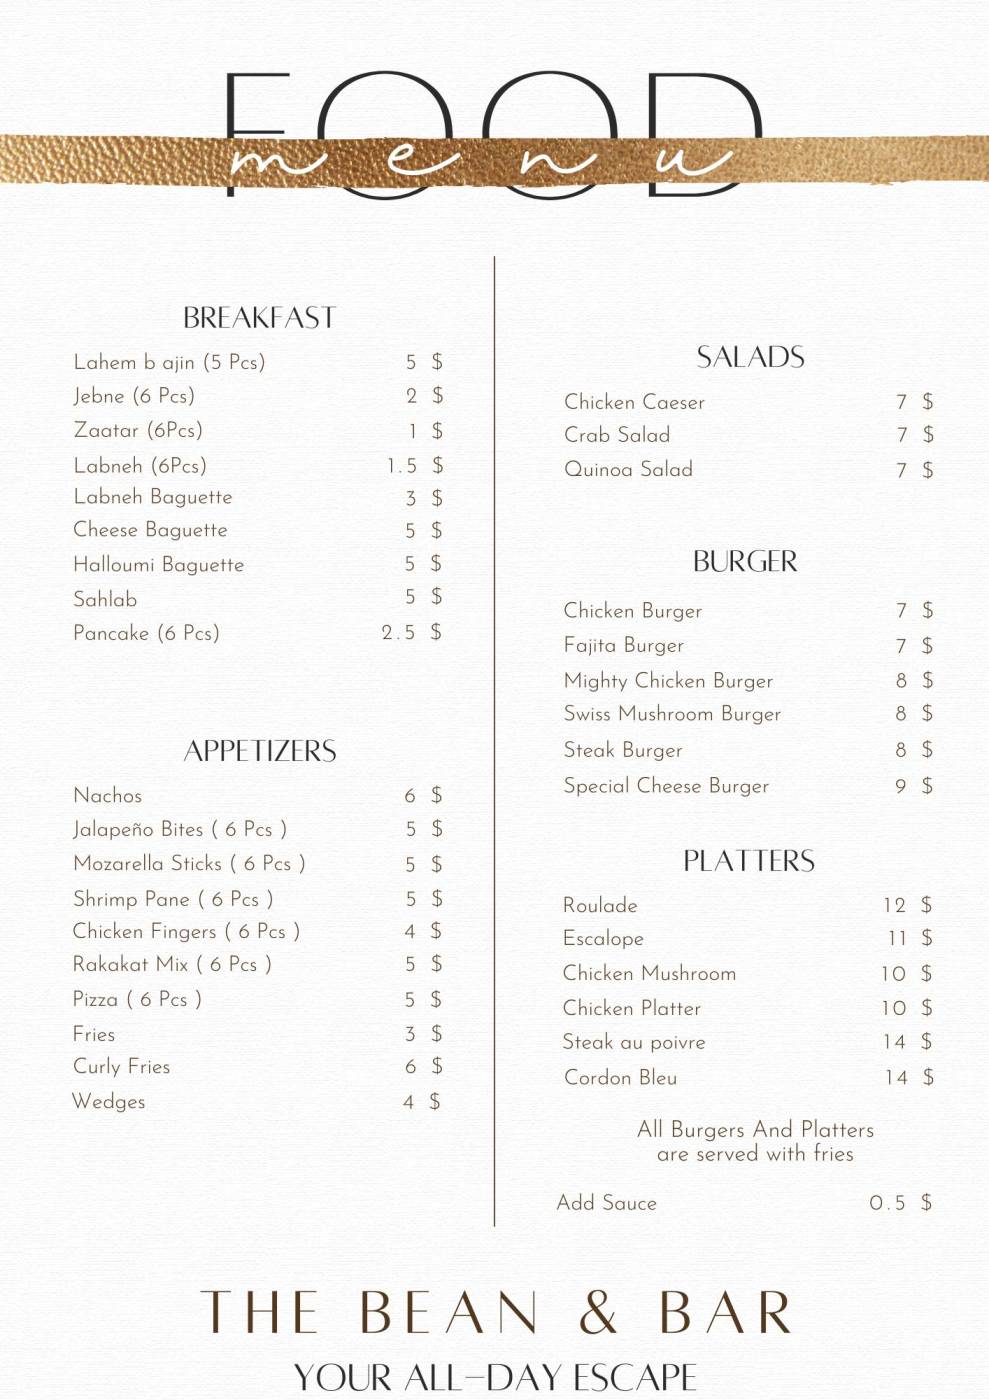 FOOD
menu
BREAKFAST
Lahem b ajin (5 Pcs) 5 $
Jebne (6 Pcs) 2 $
Zaatar (6Pcs) 1 $
Labneh (6Pcs) 1.5 $
Labneh Baguette 3 $
Cheese Baguette 5 $
Halloumi Baguette 5 $
Sahlab 5 $
Pancake (6 Pcs) 2.5 $
APPETIZERS
Nachos 6 $
Jalapeño Bites ( 6 Pcs ) 5 $
Mozarella Sticks ( 6 Pcs ) 5 $
Shrimp Pane ( 6 Pcs ) 5 $
Chicken Fingers ( 6 Pcs ) 4 $
Rakakat Mix ( 6 Pcs ) 5 $
Pizza ( 6 Pcs ) 5 $
Fries 3 $
Curly Fries 6 $
Wedges 4 $
SALADS
Chicken Caeser 7 $
Crab Salad 7 $
Quinoa Salad 7 $
BURGER
Chicken Burger 7 $
Fajita Burger 7 $
Mighty Chicken Burger 8 $
Swiss Mushroom Burger 8 $
Steak Burger 8 $
Special Cheese Burger 9 $
PLATTERS
Roulade 12 $
Escalope 11 $
Chicken Mushroom 10 $
Chicken Platter 10 $
Steak au poivre 14 $
Cordon Bleu 14 $
All Burgers And Platters
are served with fries
Add Sauce 0.5 $
THE BEAN & BAR
YOUR ALL-DAY ESCAPE